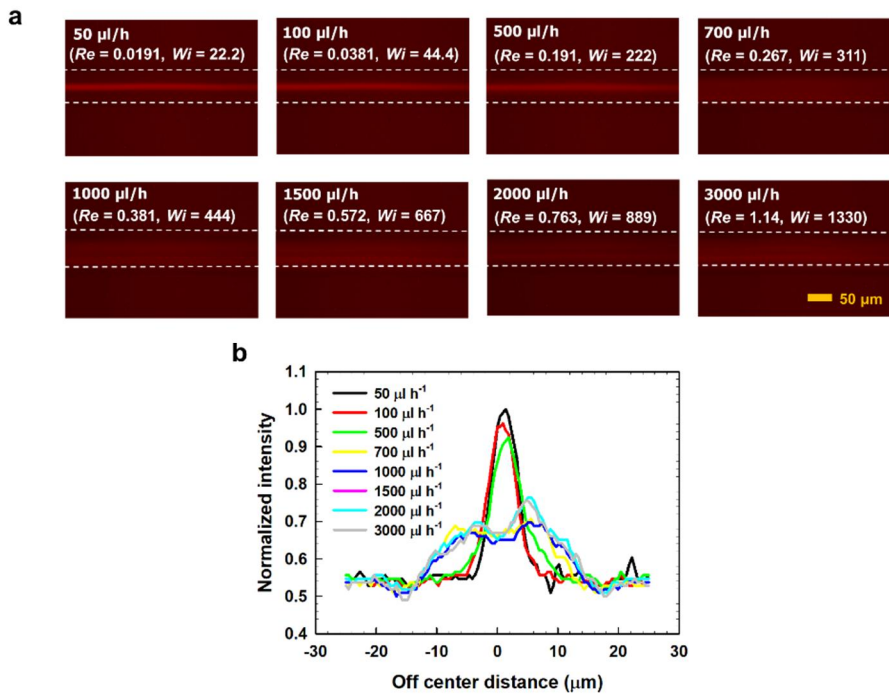 a
50 µl/h
(Re = 0.0191, Wi = 22.2)
100 µl/h
(Re = 0.0381, Wi = 44.4)
500 µl/h
(Re = 0.191, Wi = 222)
700 µl/h
(Re = 0.267, Wi = 311)
1000 µl/h
(Re = 0.381, Wi = 444)
1500 µl/h
(Re = 0.572, Wi = 667)
2000 µl/h
(Re = 0.763, Wi = 889)
3000 µl/h
(Re = 1.14, Wi = 1330)
50 µm
b
Normalized intensity
1.1
1.0
0.9
0.8
0.7
0.6
0.5
0.4
50 µl h⁻¹
100 µl h⁻¹
500 µl h⁻¹
700 µl h⁻¹
1000 µl h⁻¹
1500 µl h⁻¹
2000 µl h⁻¹
3000 µl h⁻¹
-30 -20 -10 0 10 20 30
Off center distance (µm)